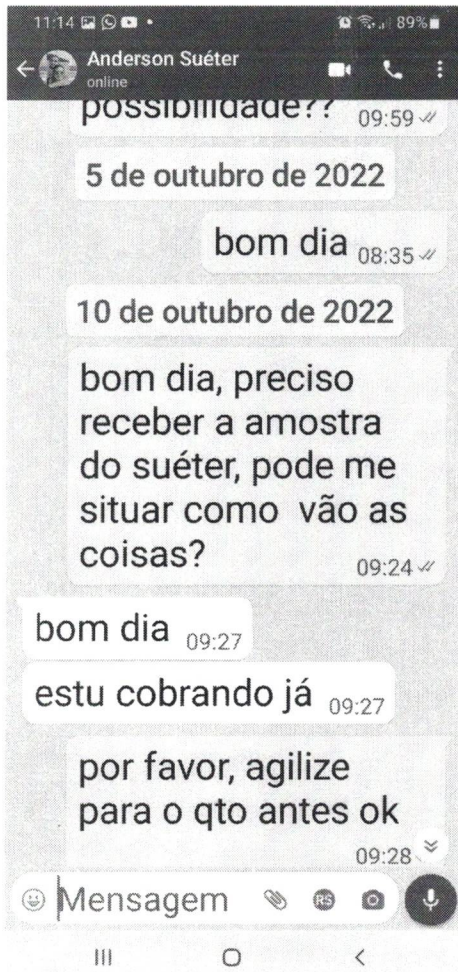 11:14 89%
Anderson Suéter
online
possibilidade?? 09:59
5 de outubro de 2022
bom dia 08:35
10 de outubro de 2022
bom dia, preciso
receber a amostra
do suéter, pode me
situar como vão as
coisas? 09:24
bom dia 09:27
estu cobrando já 09:27
por favor, agilize
para o qto antes ok
09:28
Mensagem R$